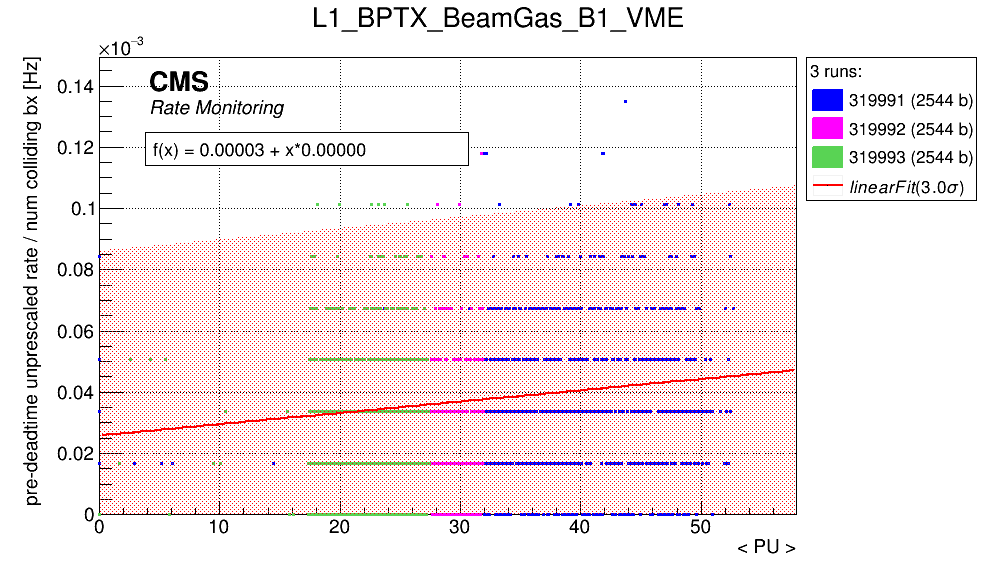 L1_BPTX_BeamGas_B1_VME
×10⁻³
pre-deadtime unprescaled rate / num colliding bx [Hz]
0.14
0.12
0.1
0.08
0.06
0.04
0.02
0
CMS
Rate Monitoring
f(x) = 0.00003 + x*0.00000
3 runs:
319991 (2544 b)
319992 (2544 b)
319993 (2544 b)
linearFit(3.0σ)
0 10 20 30 40 50
< PU >